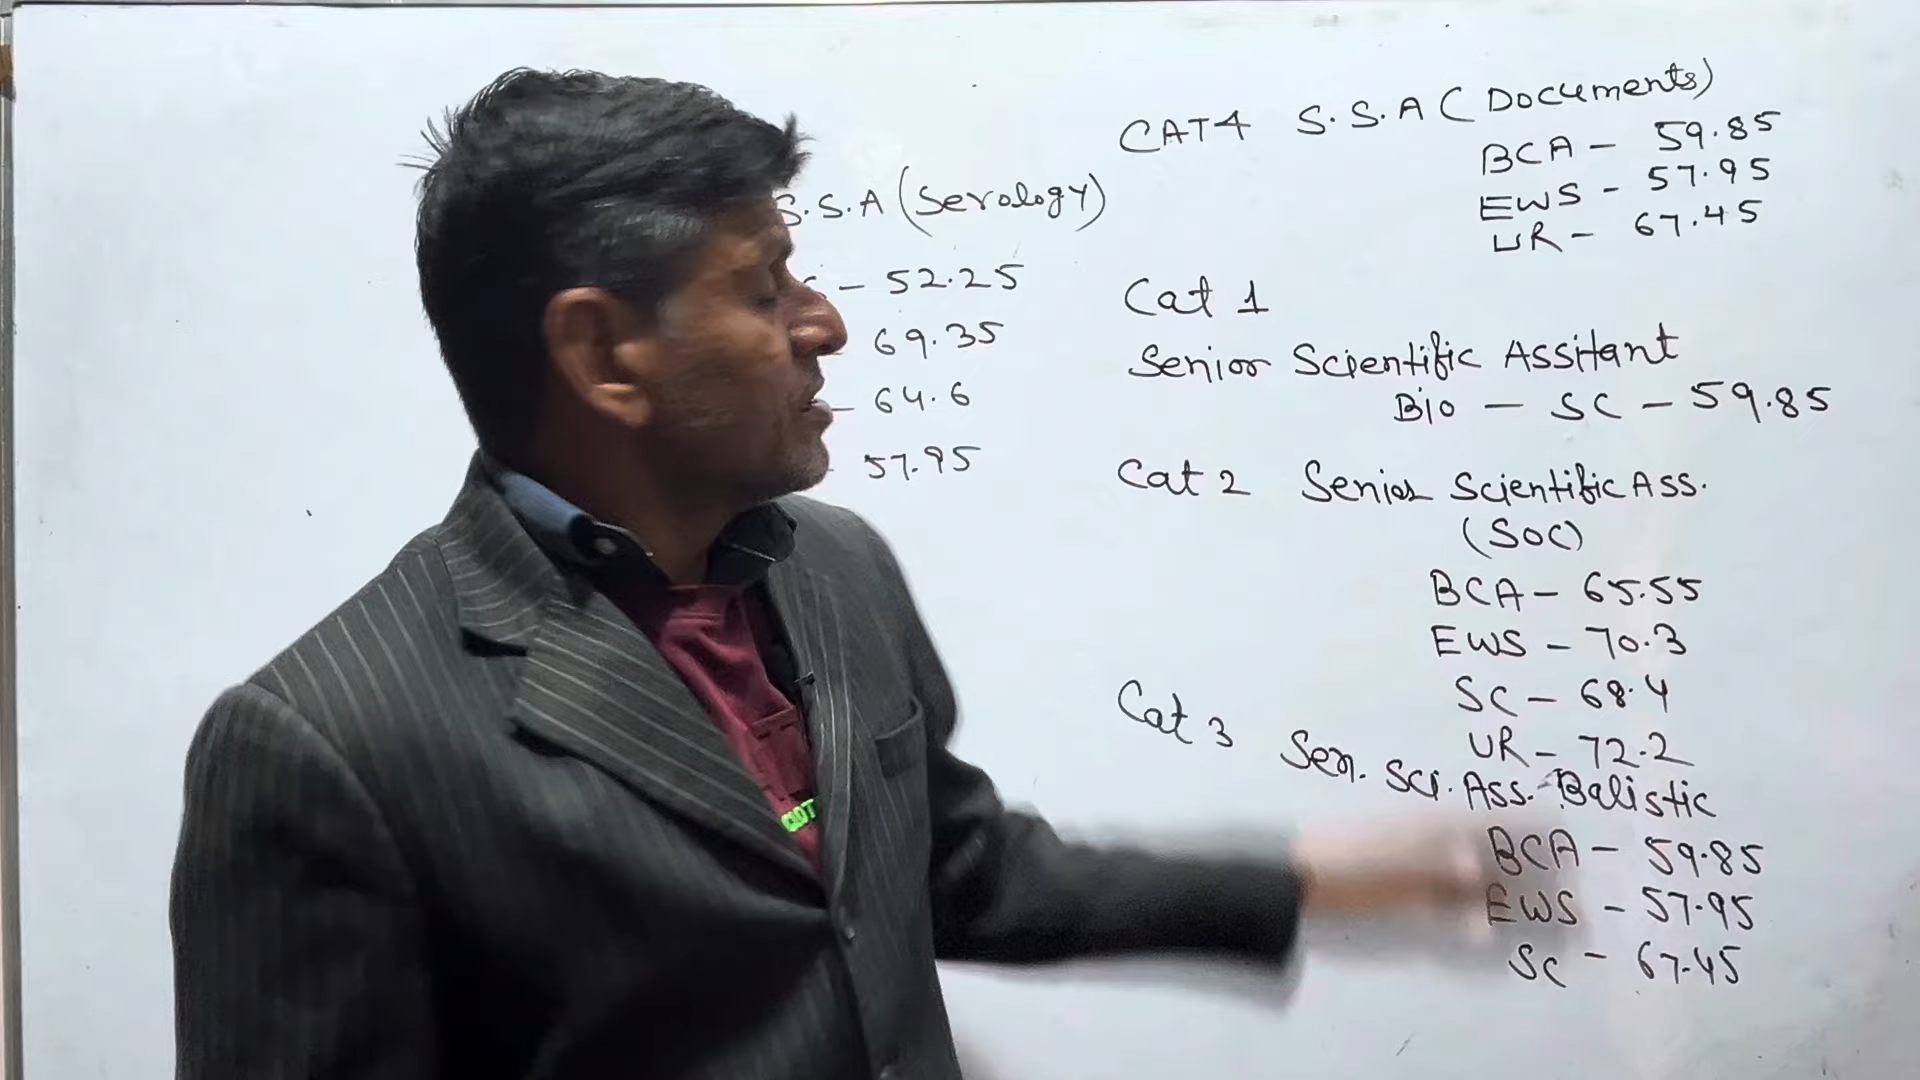 S.S.A (Serology)
- 52.25
69.35
- 64.6
57.95
CAT4 S.S.A (Documents)
BCA - 59.85
EWS - 57.95
UR - 67.45
Cat 1
Senior Scientific Assitant
Bio - SC - 59.85
Cat 2 Senior Scientific Ass.
(SOC)
BCA - 65.55
EWS - 70.3
SC - 68.4
UR - 72.2
Cat 3 Sen. Sci. Ass. Balistic
BCA - 59.85
EWS - 57.95
SC - 67.45